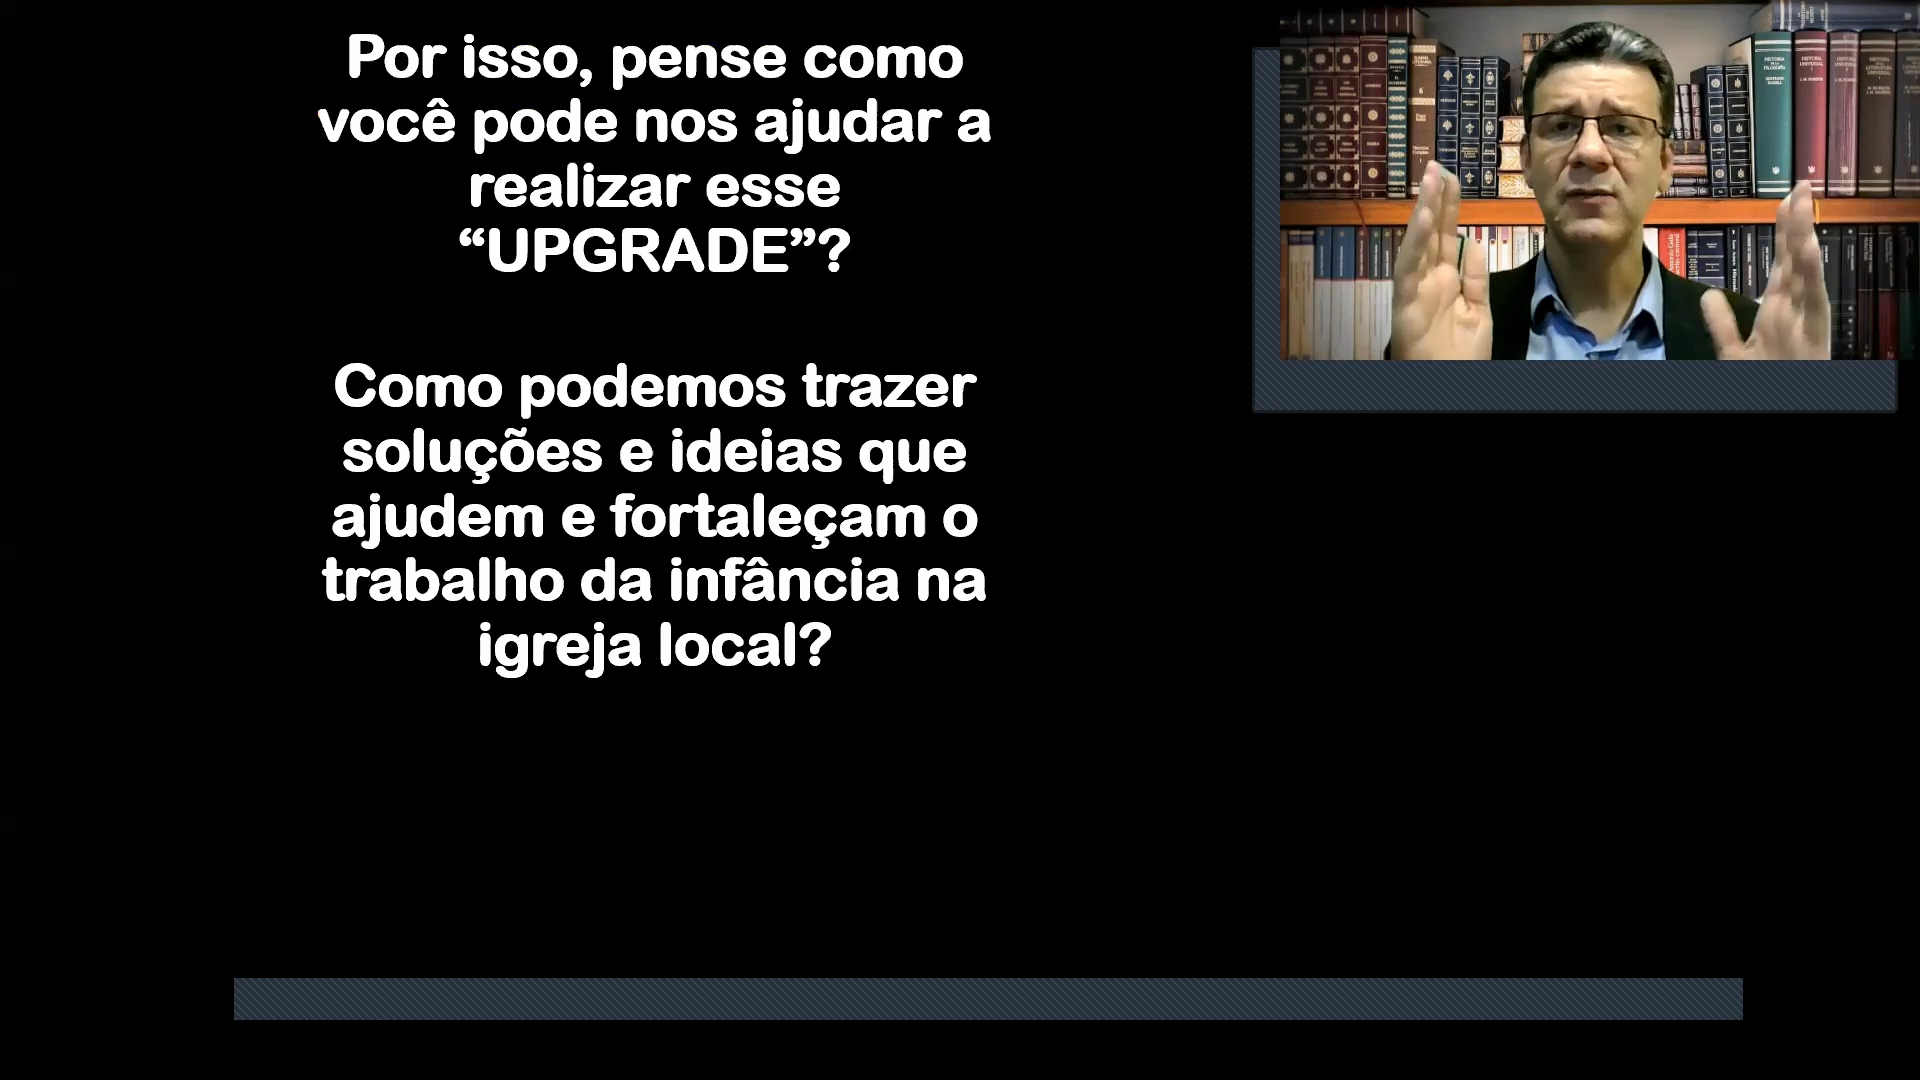 Por isso, pense como
você pode nos ajudar a
realizar esse
“UPGRADE”?
Como podemos trazer
soluções e ideias que
ajudem e fortaleçam o
trabalho da infância na
igreja local?